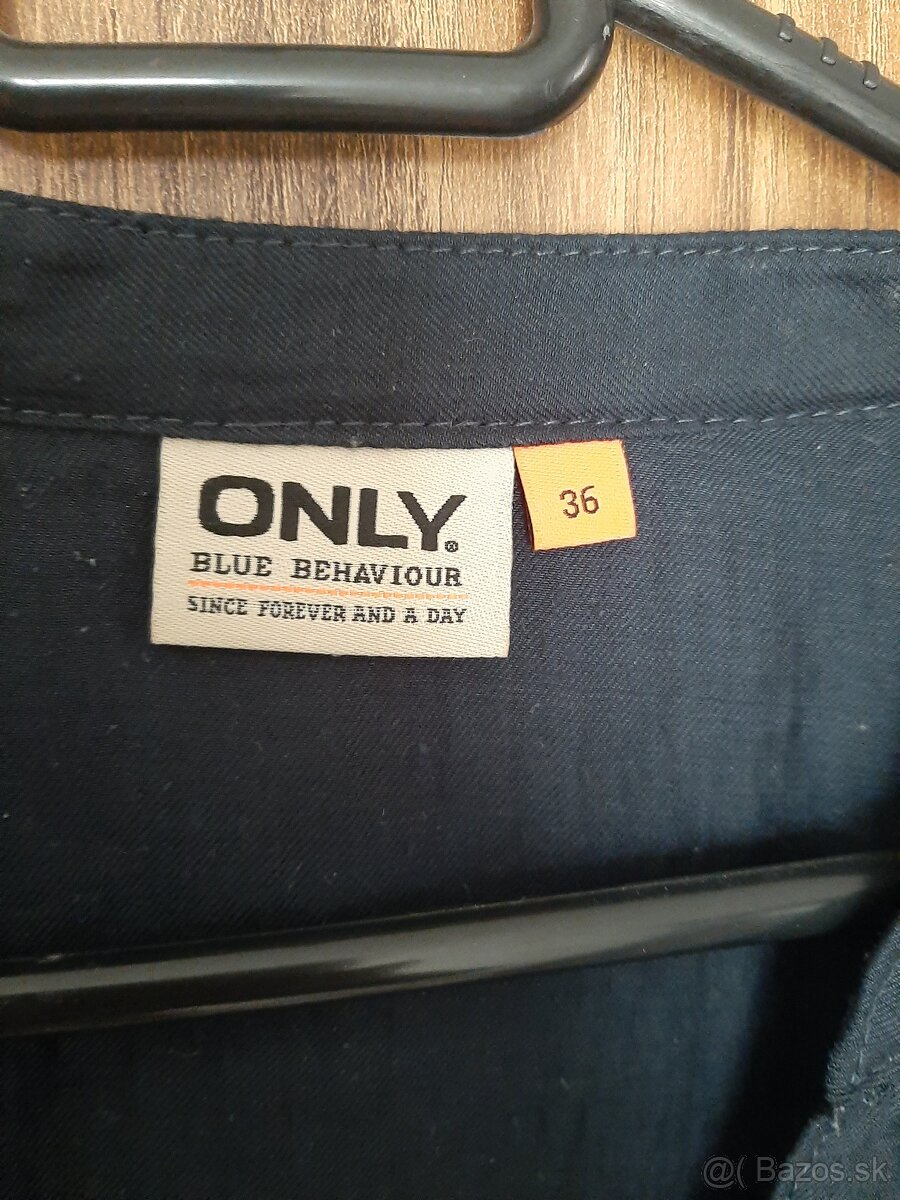 ONLY®
36
BLUE BEHAVIOUR
SINCE FOREVER AND A DAY
@( Bazos.sk